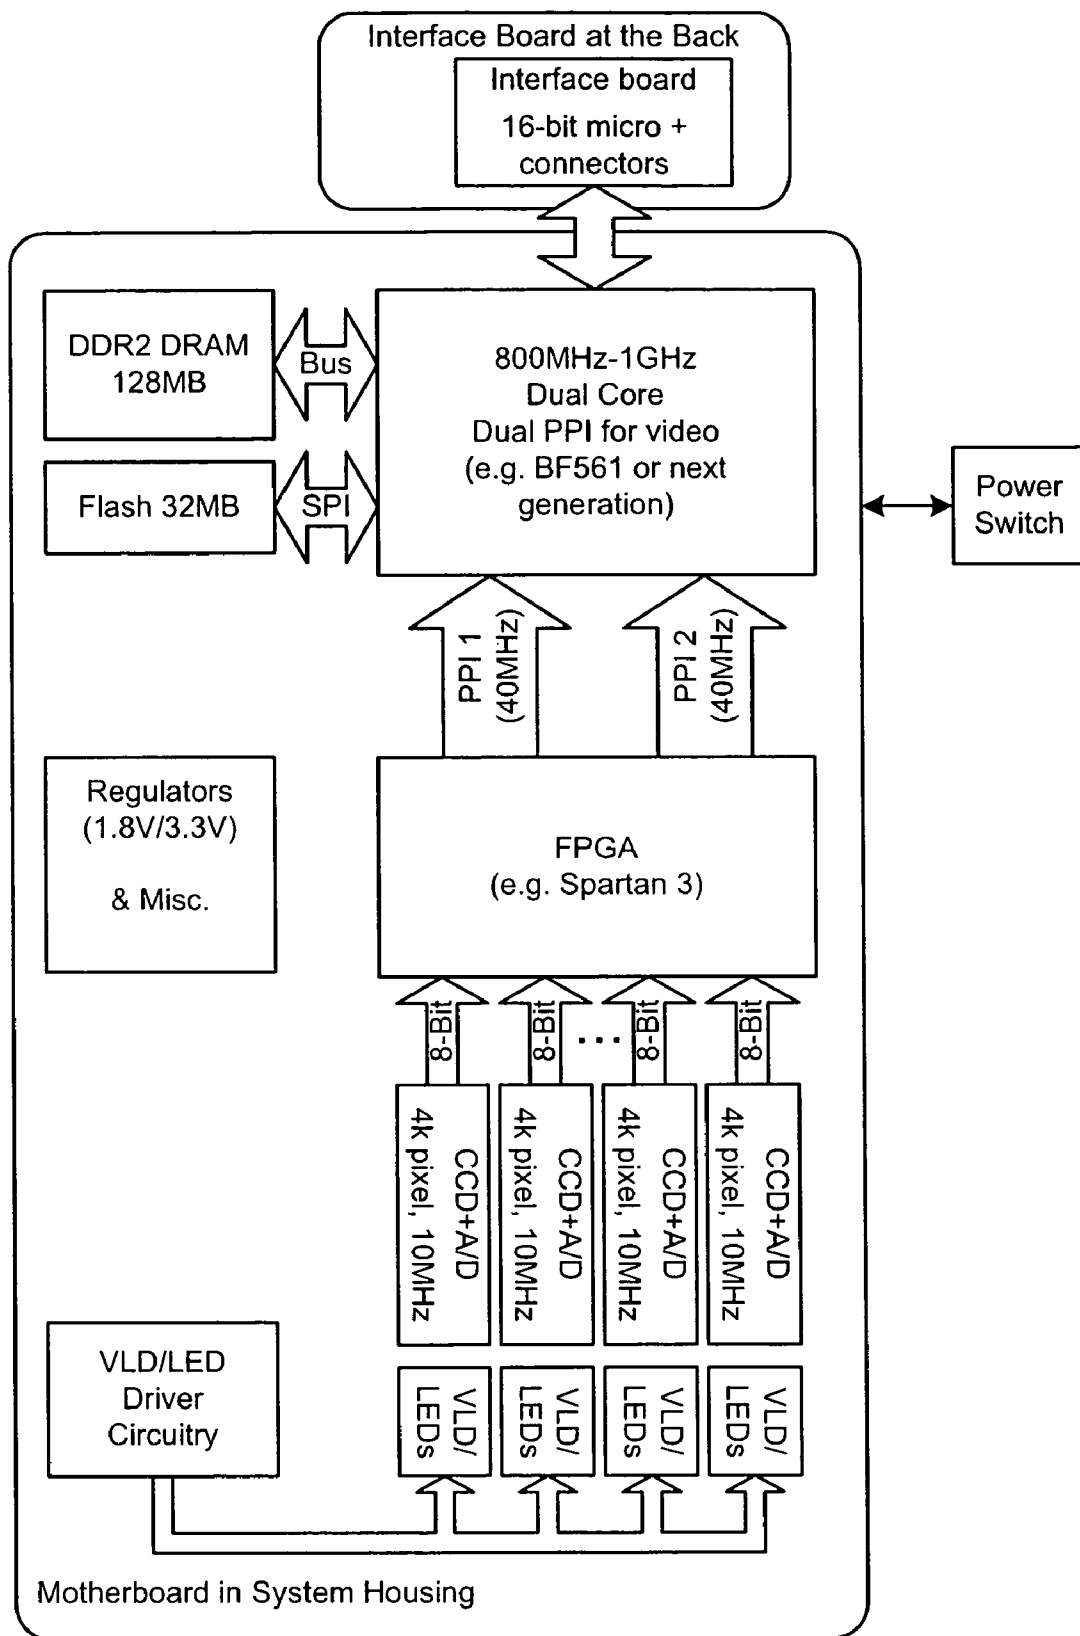 Interface Board at the Back
Interface board
16-bit micro +
connectors
DDR2 DRAM
128MB
Bus
800MHz-1GHz
Dual Core
Dual PPI for video
(e.g. BF561 or next
generation)
Flash 32MB
SPI
Power
Switch
PPI 1
(40MHz)
PPI 2
(40MHz)
Regulators
(1.8V/3.3V)
& Misc.
FPGA
(e.g. Spartan 3)
8-Bit
8-Bit
...
8-Bit
8-Bit
CCD+A/D
4k pixel, 10MHz
CCD+A/D
4k pixel, 10MHz
CCD+A/D
4k pixel, 10MHz
CCD+A/D
4k pixel, 10MHz
VLD/LED
Driver
Circuitry
VLD/
LEDs
VLD/
LEDs
VLD/
LEDs
VLD/
LEDs
Motherboard in System Housing